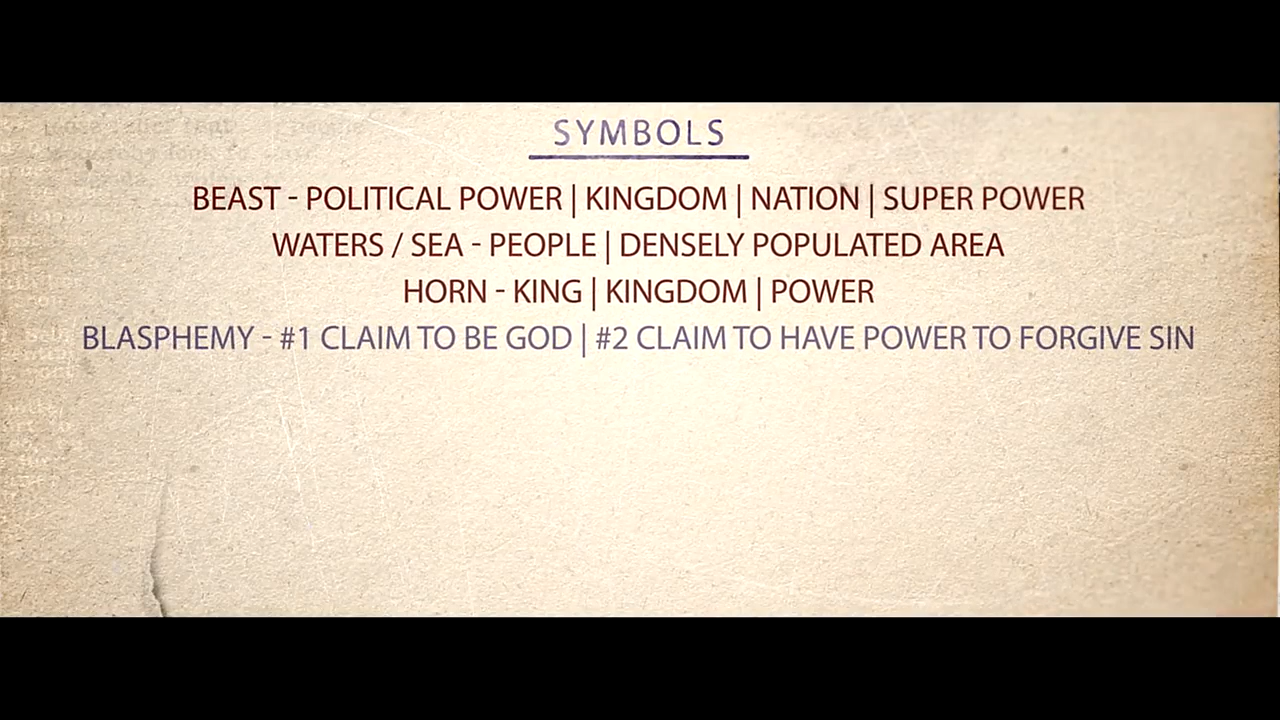 SYMBOLS
BEAST - POLITICAL POWER | KINGDOM | NATION | SUPER POWER
WATERS / SEA - PEOPLE | DENSELY POPULATED AREA
HORN - KING | KINGDOM | POWER
BLASPHEMY - #1 CLAIM TO BE GOD | #2 CLAIM TO HAVE POWER TO FORGIVE SIN